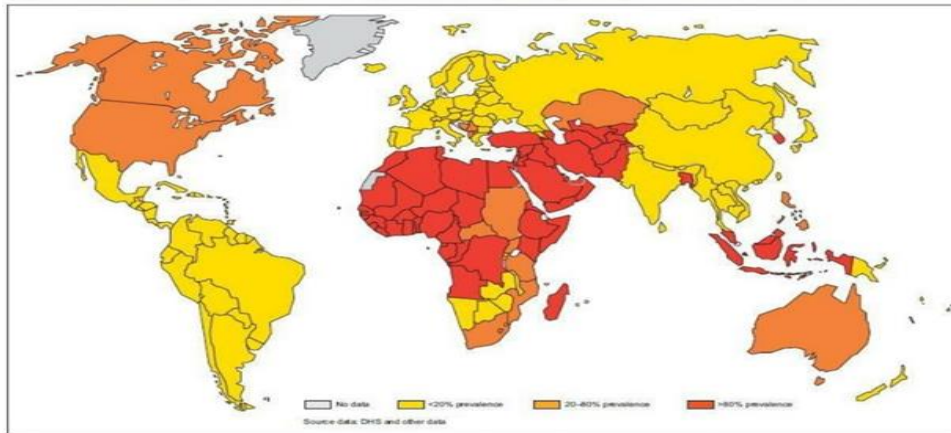 No data
<20% prevalence
20–80% prevalence
>80% prevalence
Source data: DHS and other data